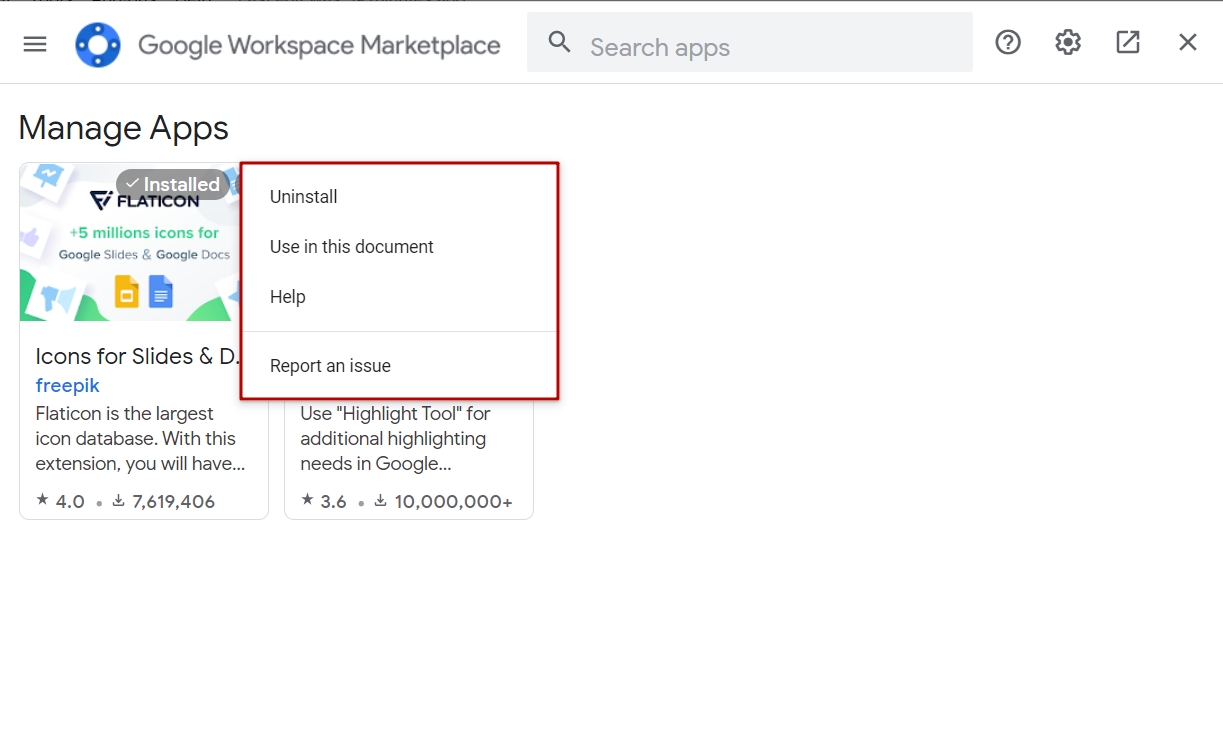 Google Workspace Marketplace
Search apps
Manage Apps
Installed
FLATICON
+5 millions icons for
Google Slides & Google Docs
Icons for Slides & D.
freepik
Flaticon is the largest
icon database. With this
extension, you will have...
4.0 • 7,619,406
Uninstall
Use in this document
Help
Report an issue
Use "Highlight Tool" for
additional highlighting
needs in Google...
3.6 • 10,000,000+